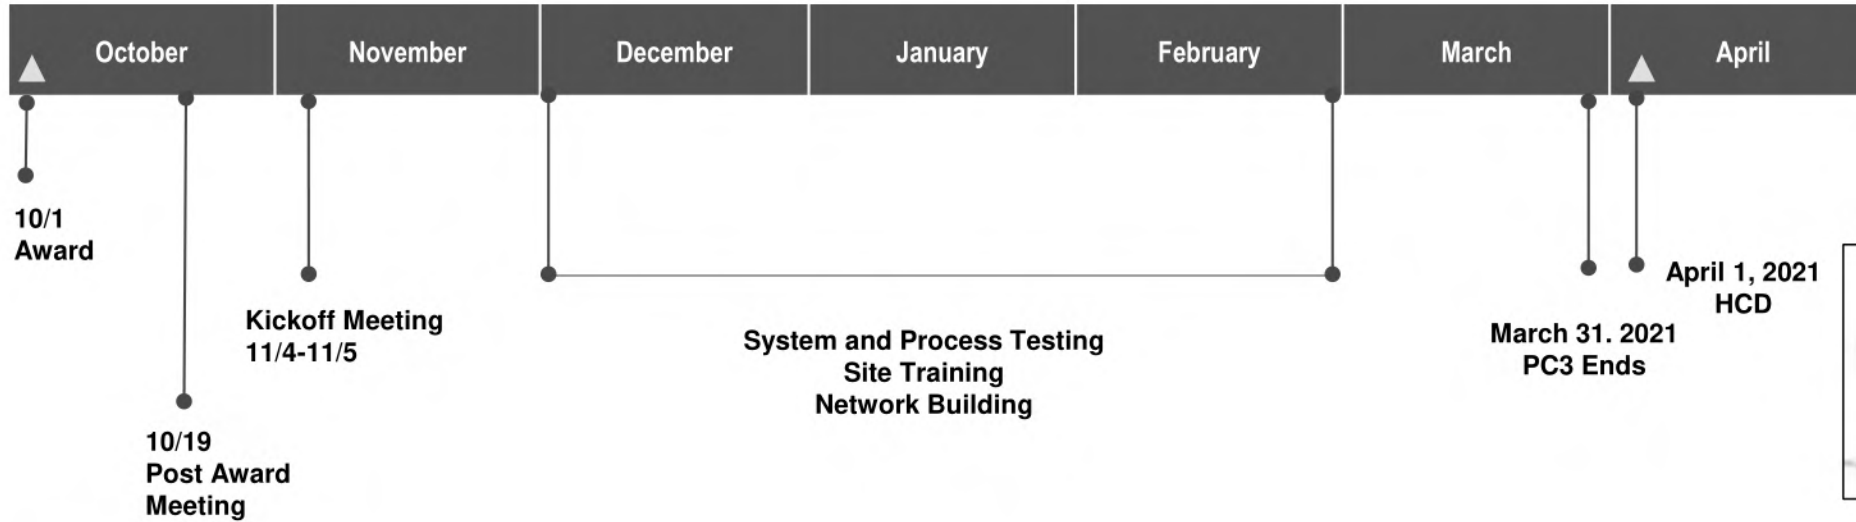 October
November
December
January
February
March
April
10/1
Award
10/19
Post Award
Meeting
Kickoff Meeting
11/4-11/5
System and Process Testing
Site Training
Network Building
March 31. 2021
PC3 Ends
April 1, 2021
HCD